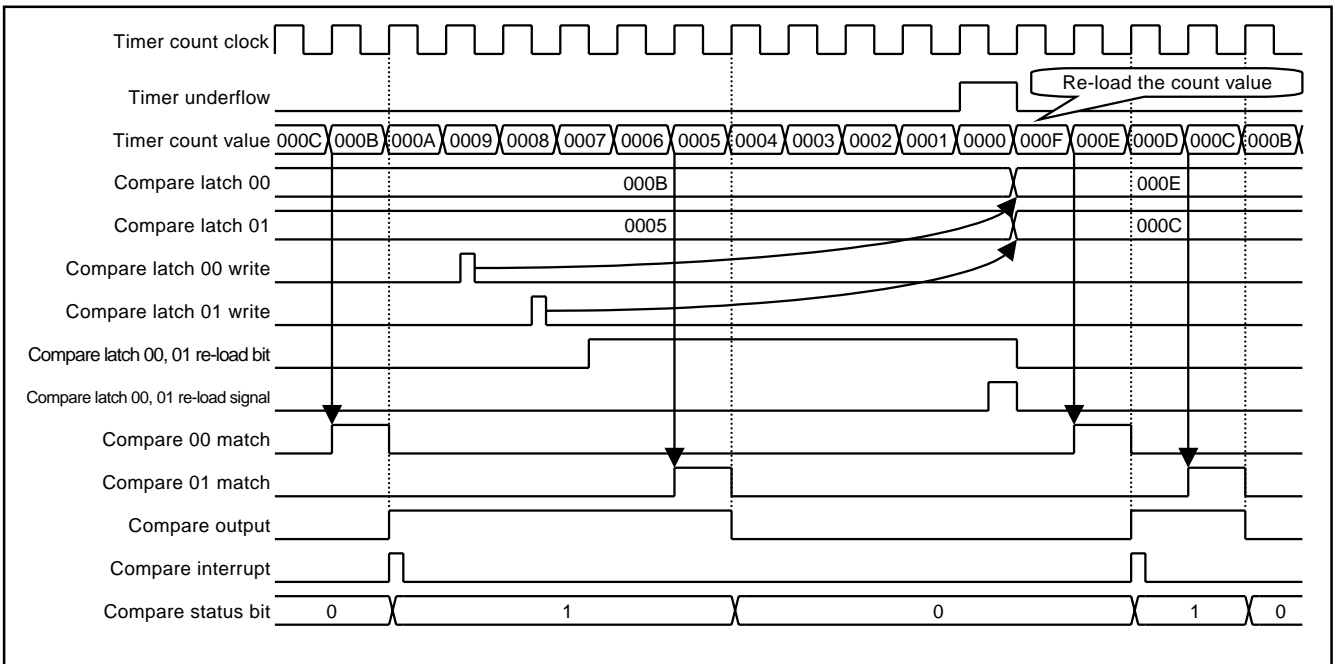 Timer count clock
Re-load the count value
Timer underflow
Timer count value 000C 000B 000A 0009 0008 0007 0006 0005 0004 0003 0002 0001 0000 000F 000E 000D 000C 000B
Compare latch 00 000B 000E
Compare latch 01 0005 000C
Compare latch 00 write
Compare latch 01 write
Compare latch 00, 01 re-load bit
Compare latch 00, 01 re-load signal
Compare 00 match
Compare 01 match
Compare output
Compare interrupt
Compare status bit 0 1 0 1 0